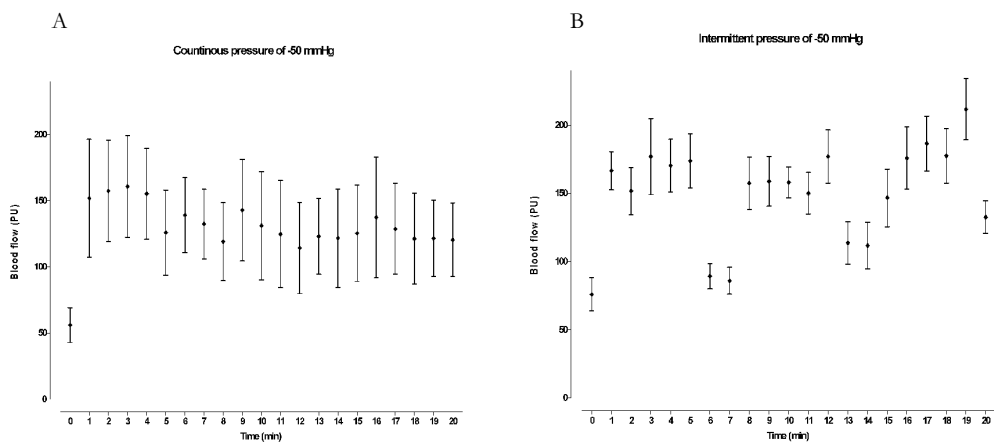 A
Countinous pressure of -50 mmHg
Blood flow (PU)
200
150
100
50
0
0 1 2 3 4 5 6 7 8 9 10 11 12 13 14 15 16 17 18 19 20
Time (min)
B
Intermittent pressure of -50 mmHg
Blood flow (PU)
200
150
100
50
0
0 1 2 3 4 5 6 7 8 9 10 11 12 13 14 15 16 17 18 19 20
Time (min)